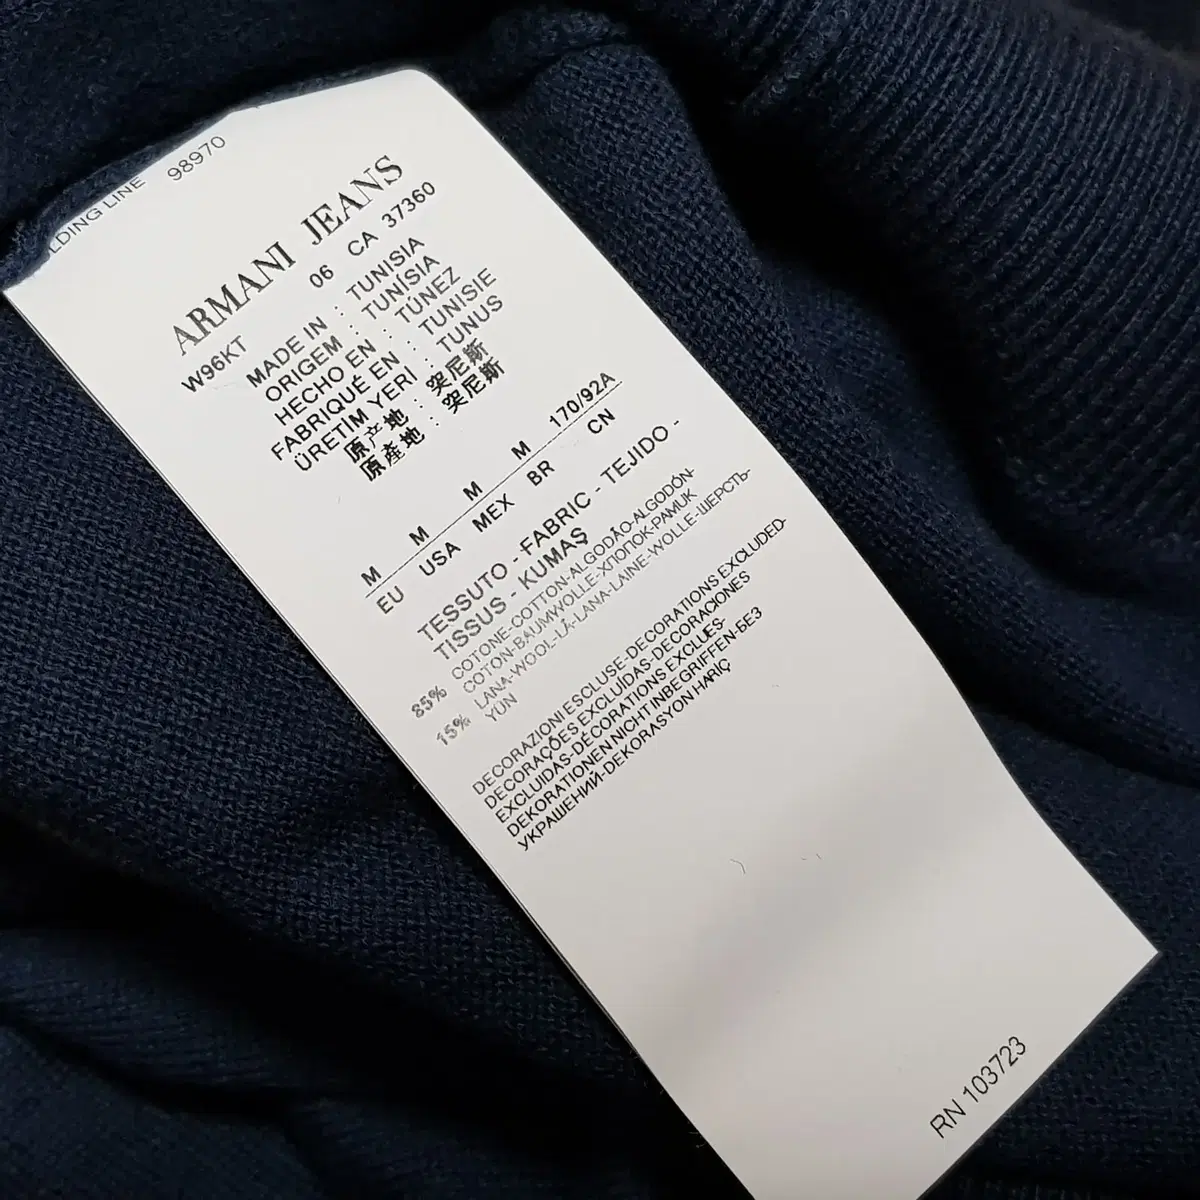 LDING LINE 98970
ARMANI JEANS
W96KT 06 CA 37360
MADE IN : TUNISIA
ORIGEM : TUNÍSIA
HECHO EN : TÚNEZ
FABRIQUÉ EN : TUNISIE
ÜRETİM YERİ : TUNUS
原产地 : 突尼斯
原產地 : 突尼斯
M M M M 170/92A
EU USA MEX BR CN
TESSUTO - FABRIC - TEJIDO -
TISSUS - KUMAŞ
85% COTONE-COTTON-ALGODÃO-ALGODÓN-
COTON-BAUMWOLLE-ХЛОПОК-PAMUK
15% LANA-WOOL-LÃ-LANA-LAINE-WOLLE-ШЕРСТЬ-
YÜN
DECORAZIONI ESCLUSE-DECORATIONS EXCLUDED-
DECORAÇÕES EXCLUÍDAS-DECORACIONES
EXCLUIDAS-DÉCORATIONS EXCLUES-
DEKORATIONEN NICHT INBEGRIFFEN-БЕЗ
УКРАШЕНИЙ-DEKORASYON HARİÇ
RN 103723